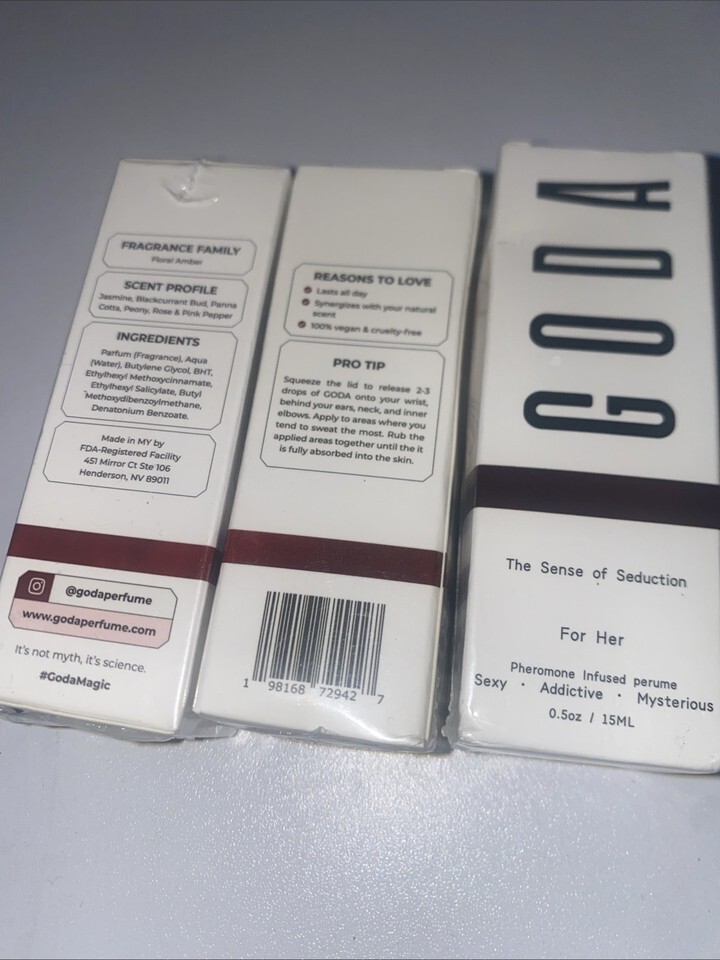 FRAGRANCE FAMILY
Floral Amber
SCENT PROFILE
Jasmine, Blackcurrant Bud, Panna
Cotta, Peony, Rose & Pink Pepper
INGREDIENTS
Parfum (Fragrance), Aqua
(Water), Butylene Glycol, BHT,
Ethylhexyl Methoxycinnamate,
Ethylhexyl Salicylate, Butyl
Methoxydibenzoylmethane,
Denatonium Benzoate.
Made in MY by
FDA-Registered Facility
451 Mirror Ct Ste 106
Henderson, NV 89011
@godaperfume
www.godaperfume.com
It's not myth, it's science.
#GodaMagic
REASONS TO LOVE
Lasts all day
Synergizes with your natural
scent
100% vegan & cruelty-free
PRO TIP
Squeeze the lid to release 2-3
drops of GODA onto your wrist,
behind your ears, neck, and inner
elbows. Apply to areas where you
tend to sweat the most. Rub the
applied areas together until the it
is fully absorbed into the skin.
1 98168 72942 7
GODA
The Sense of Seduction
For Her
Pheromone Infused perume
Sexy · Addictive · Mysterious
0.5oz / 15ML